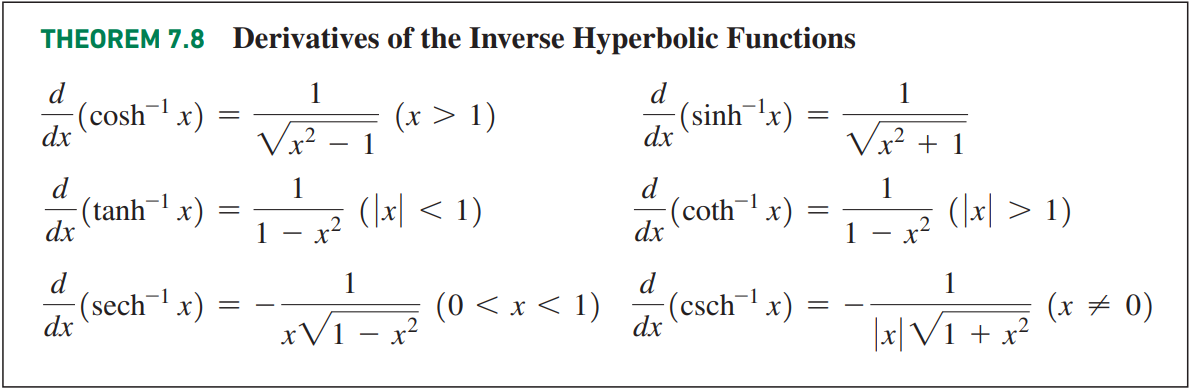 THEOREM 7.8 Derivatives of the Inverse Hyperbolic Functions
d/dx (cosh⁻¹ x) = 1/√(x² − 1) (x > 1) d/dx (sinh⁻¹x) = 1/√(x² + 1)
d/dx (tanh⁻¹ x) = 1/(1 − x²) (|x| < 1) d/dx (coth⁻¹ x) = 1/(1 − x²) (|x| > 1)
d/dx (sech⁻¹ x) = − 1/(x√(1 − x²)) (0 < x < 1) d/dx (csch⁻¹ x) = − 1/(|x|√(1 + x²)) (x ≠ 0)